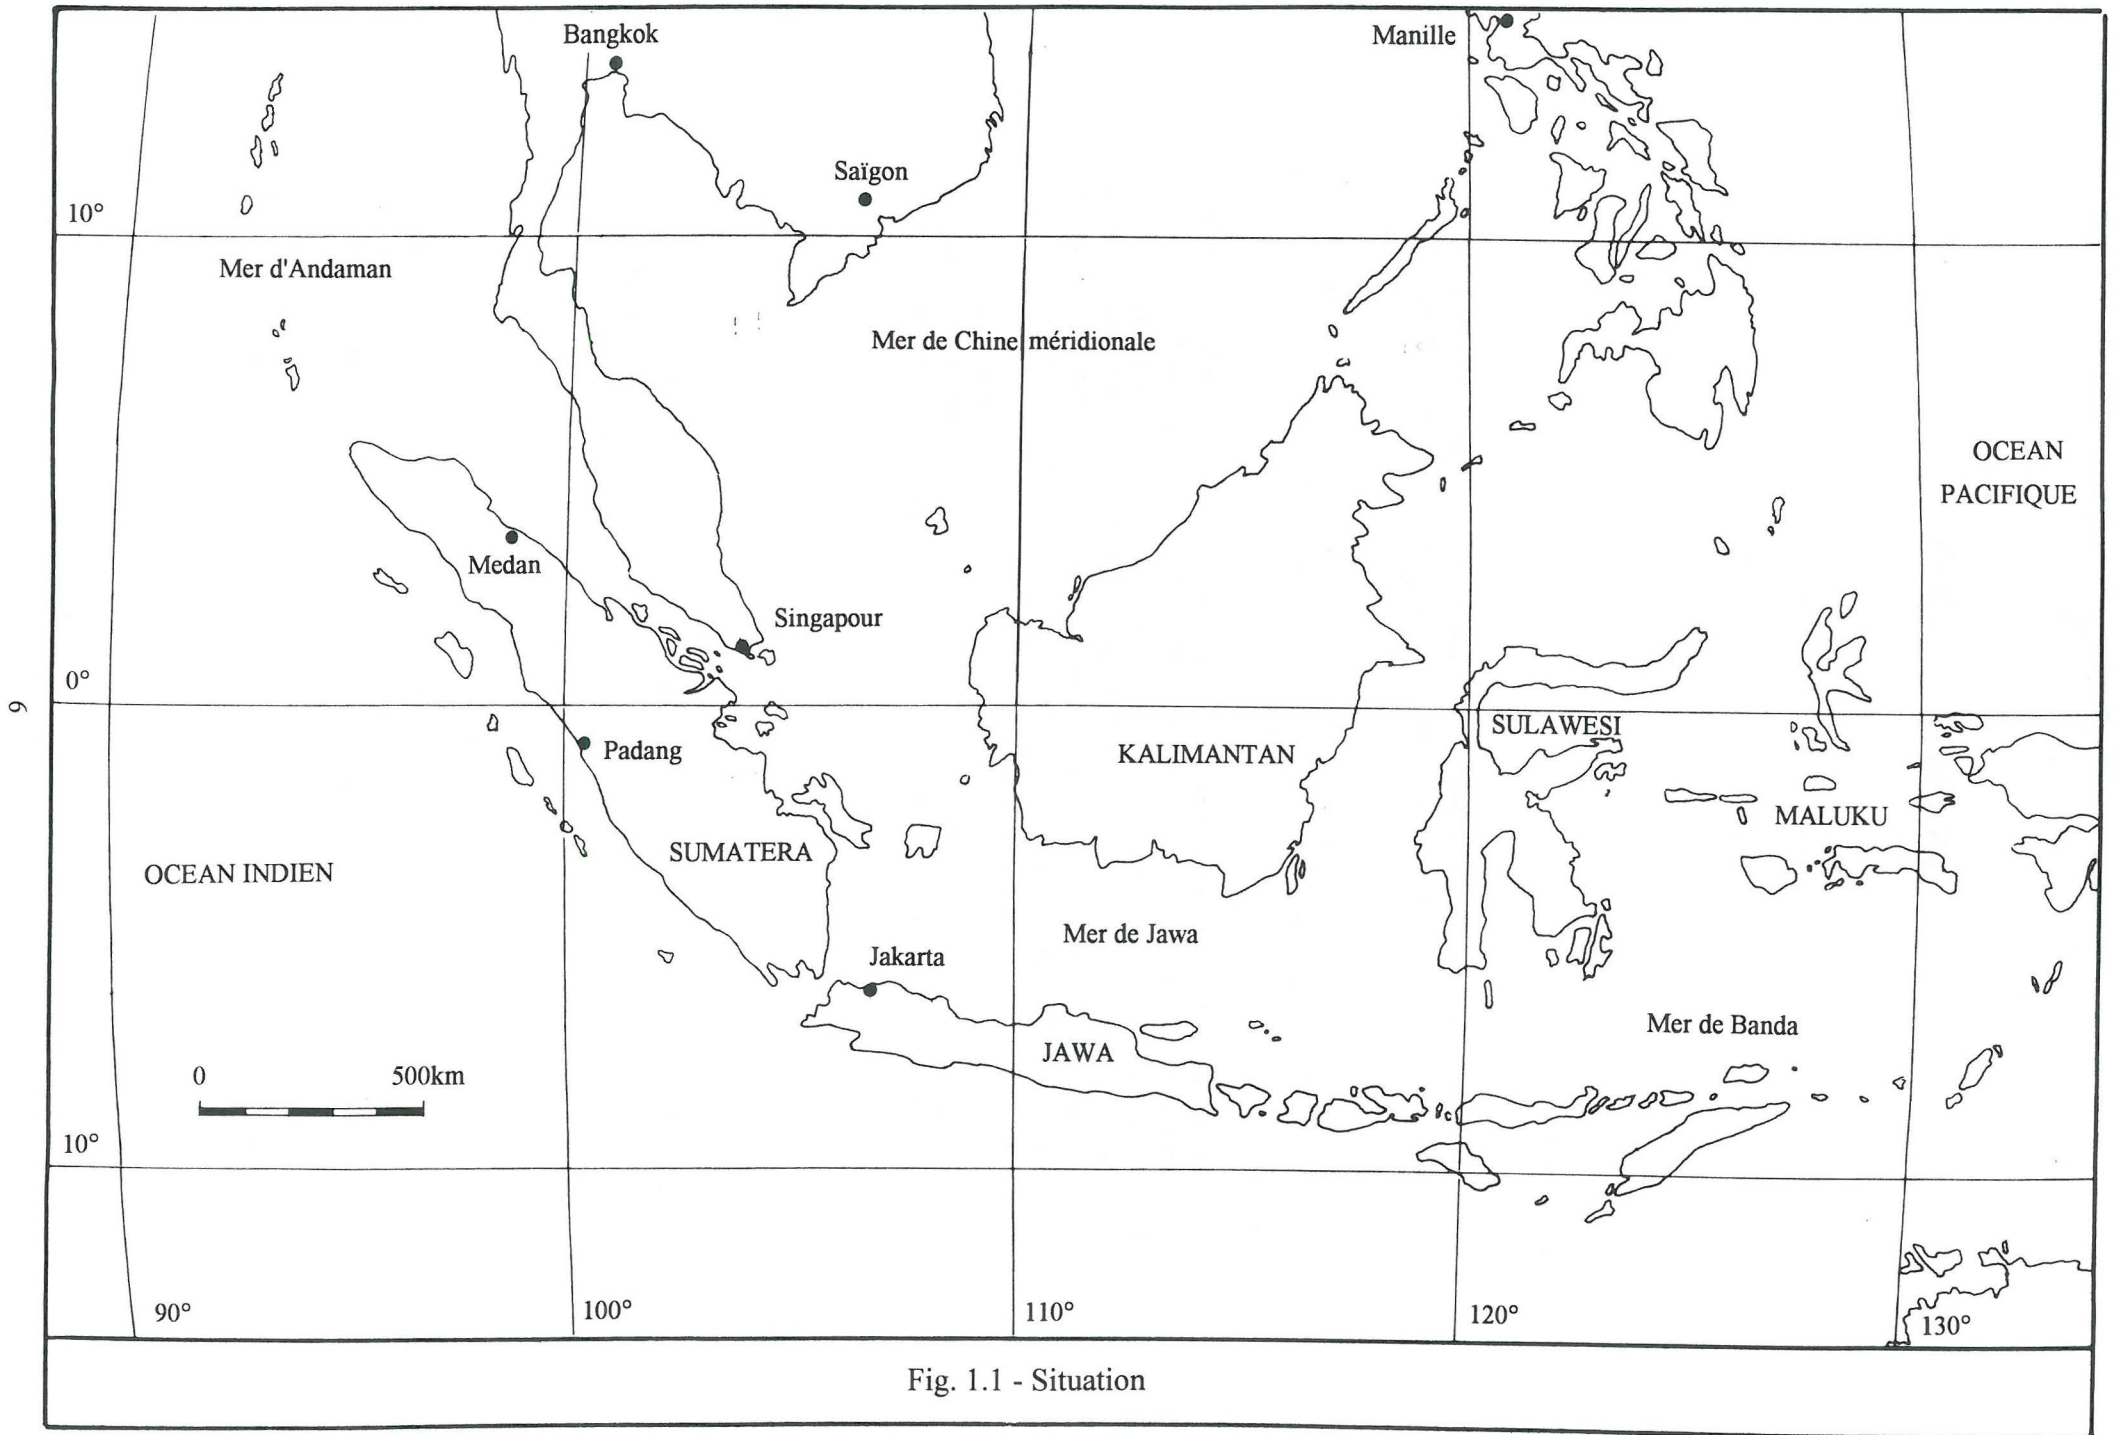 Bangkok
Manille
Saïgon
10°
Mer d'Andaman
Mer de Chine méridionale
OCEAN
PACIFIQUE
Medan
Singapour
0°
9
SULAWESI
Padang
KALIMANTAN
MALUKU
SUMATERA
OCEAN INDIEN
Mer de Jawa
Jakarta
Mer de Banda
JAWA
0 500km
10°
90°
100°
110°
120°
130°
Fig. 1.1 - Situation